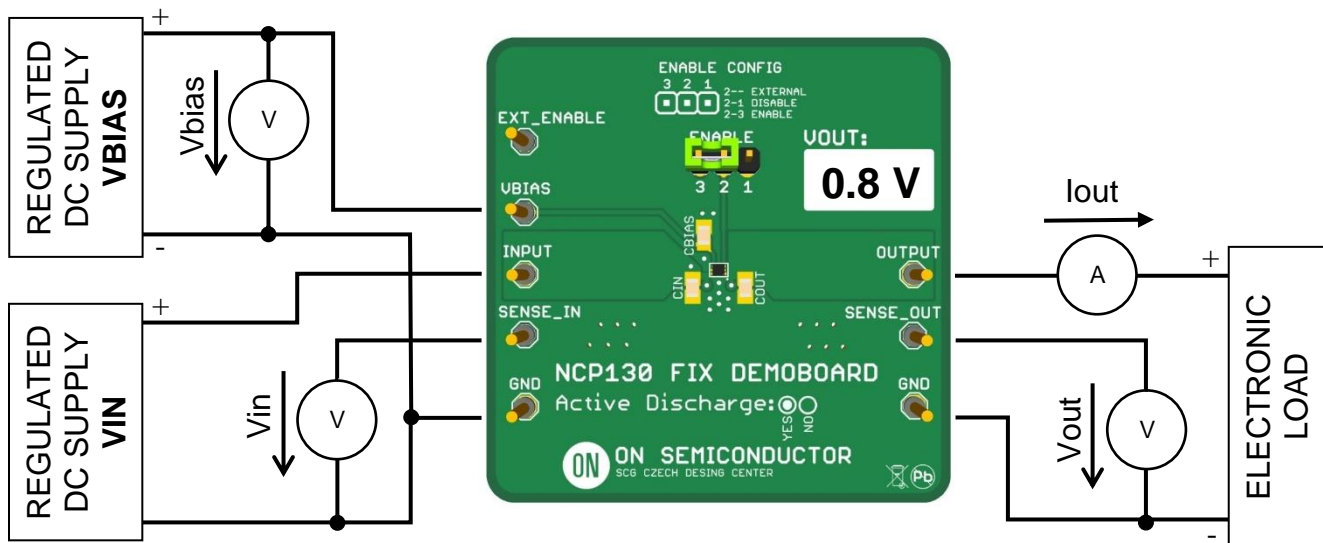 REGULATED
DC SUPPLY
VBIAS
+
-
Vbias
V
REGULATED
DC SUPPLY
VIN
+
-
Vin
V
ENABLE CONFIG
3 2 1
2-- EXTERNAL
2-1 DISABLE
2-3 ENABLE
EXT_ENABLE
ENABLE
3 2 1
VOUT:
0.8 V
VBIAS
CBIAS
INPUT
OUTPUT
CIN
COUT
SENSE_IN
SENSE_OUT
NCP130 FIX DEMOBOARD
GND
GND
Active Discharge:
YES
NO
ON
ON SEMICONDUCTOR
SCG CZECH DESING CENTER
Pb
Iout
A
+
Vout
V
-
ELECTRONIC
LOAD